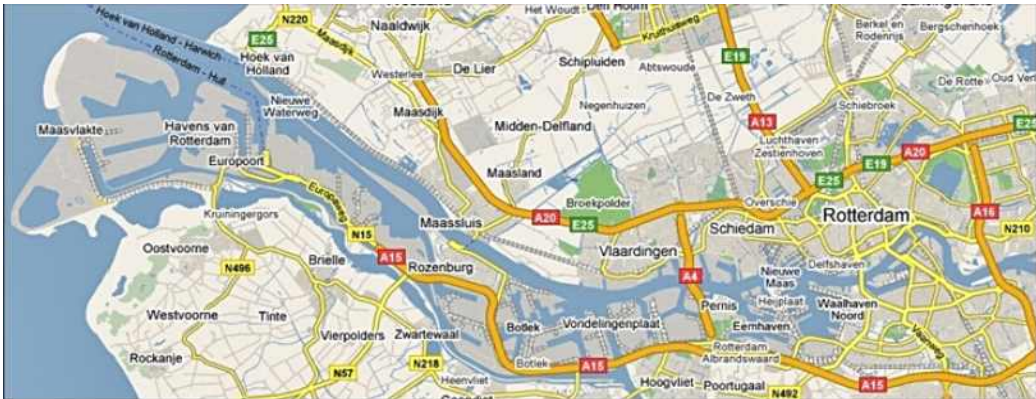 N220
Naaldwijk
Het Woudt
Den Hoorn
Kruithuisweg
E19
Berkel en
Rodenrijs
Bergschenhoek
Hoek van Holland - Harwich
Rotterdam - Hull
E25
Hoek van
Holland
Maasdijk
Westerlee
De Lier
Schipluiden
Abtswoude
De Rotte
Oud Ver
Nieuwe
Waterweg
Maasdijk
Negenhuizen
De Zweth
Schiebroek
Maasvlakte
Havens van
Rotterdam
Midden-Delfland
A13
Luchthaven
Zestienhoven
A20
E25
Europoort
Maasland
E19
E25
Europaweg
Broekpolder
Overschie
Kruiningergors
N15
Maassluis
A20
E25
Schiedam
Rotterdam
A16
N210
Oostvoorne
Brielle
A15
Rozenburg
Vlaardingen
Delfshaven
N496
A4
Nieuwe
Maas
Heijplaat
Westvoorne
Tinte
Vierpolders
Zwartewaal
Botlek
Vondelingenplaat
Pernis
Eemhaven
Waalhaven
Noord
Vaanweg
Rockanje
N57
N218
Botlek
A15
Rotterdam
Albrandswaard
Heenvliet
Hoogvliet
Poortugaal
N492
A15